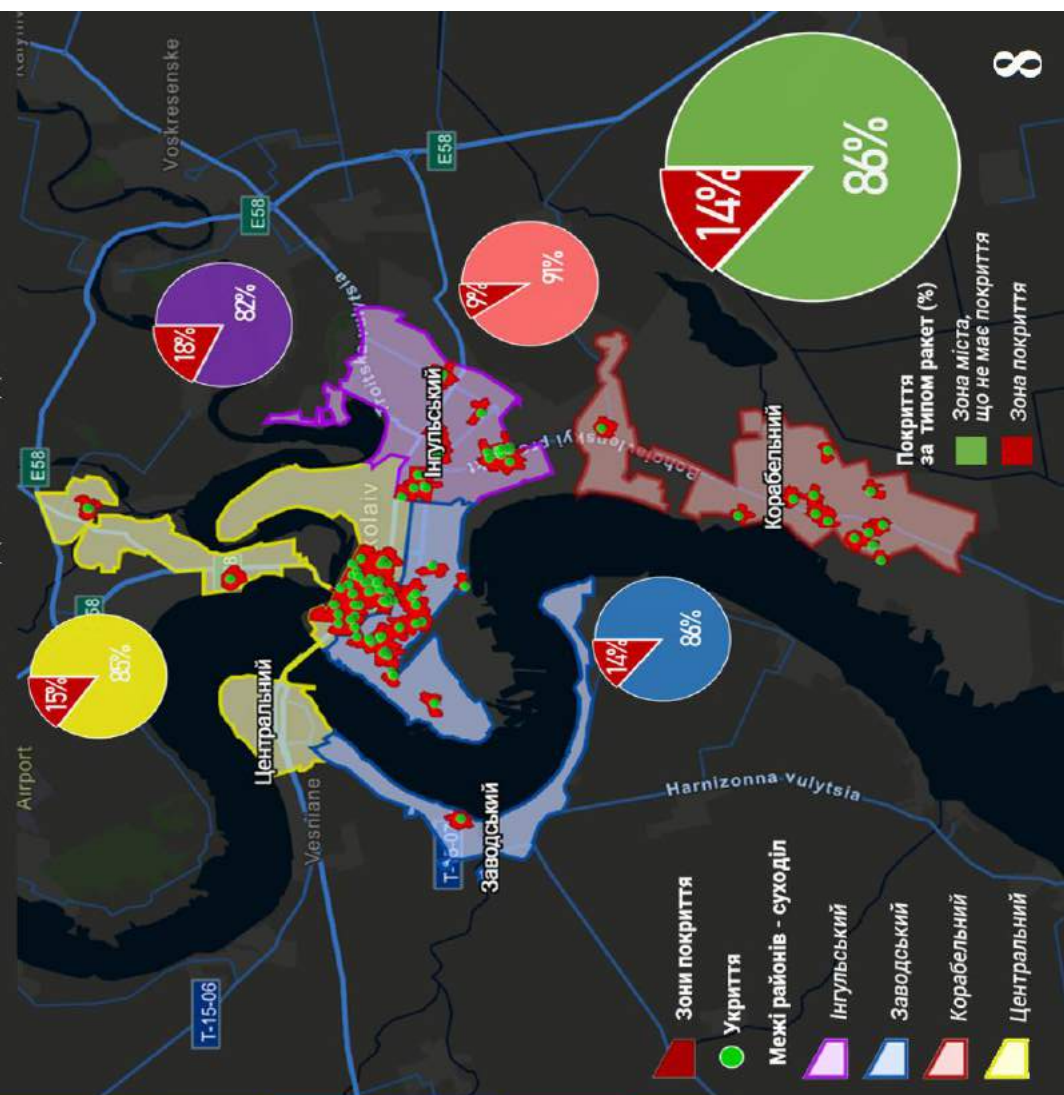 Voskresenske
E58
E58
E58
Airport
18%
82%
15%
85%
9%
91%
Інгульський
Центральний
Vesniane
T-15-06
Заводський
14%
86%
Корабельний
Harnizonna vulytsia
14%
86%
Покриття
за типом ракет (%)
Зона міста,
що не має покриття
Зона покриття
Зони покриття
Укриття
Межі районів - суходіл
Інгульський
Заводський
Корабельний
Центральний
8